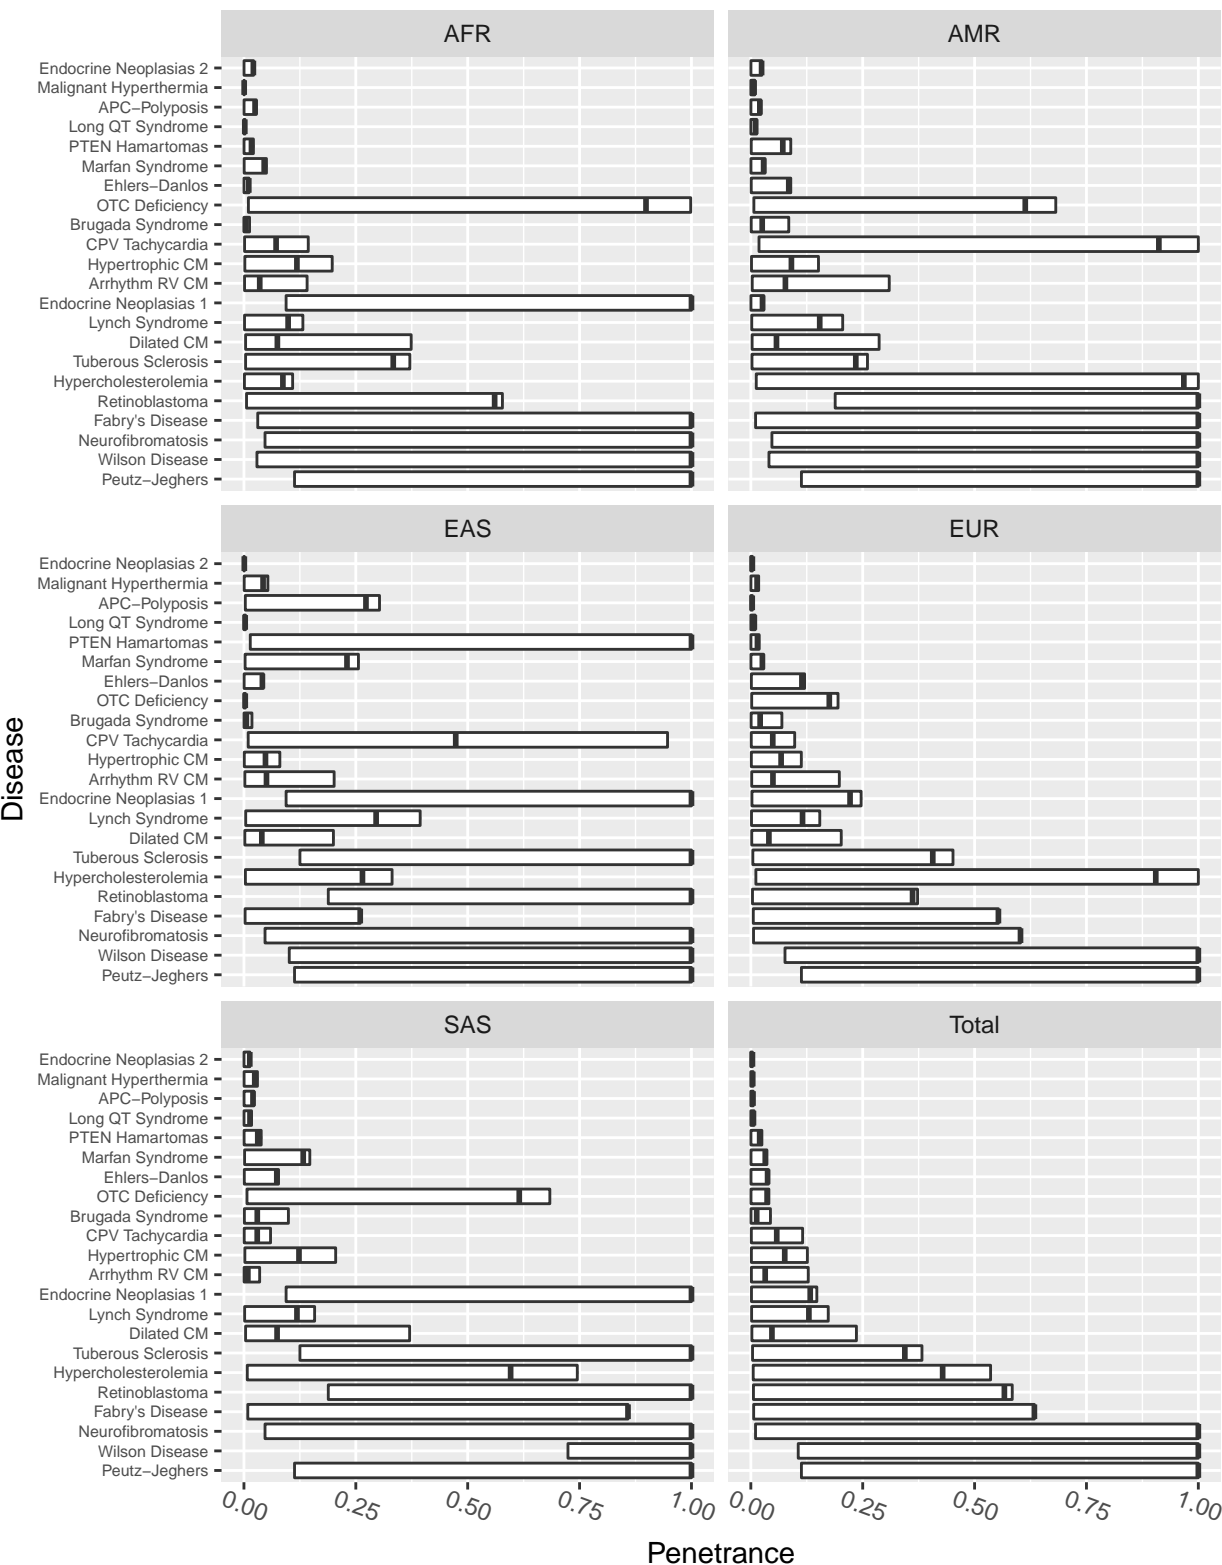 AFR AMR
Endocrine Neoplasias 2
Malignant Hyperthermia
APC−Polyposis
Long QT Syndrome
PTEN Hamartomas
Marfan Syndrome
Ehlers−Danlos
OTC Deficiency
Brugada Syndrome
CPV Tachycardia
Hypertrophic CM
Arrhythm RV CM
Endocrine Neoplasias 1
Lynch Syndrome
Dilated CM
Tuberous Sclerosis
Hypercholesterolemia
Retinoblastoma
Fabry's Disease
Neurofibromatosis
Wilson Disease
Peutz−Jeghers
EAS EUR
Endocrine Neoplasias 2
Malignant Hyperthermia
APC−Polyposis
Long QT Syndrome
PTEN Hamartomas
Marfan Syndrome
Ehlers−Danlos
OTC Deficiency
Brugada Syndrome
CPV Tachycardia
Hypertrophic CM
Arrhythm RV CM
Endocrine Neoplasias 1
Lynch Syndrome
Dilated CM
Tuberous Sclerosis
Hypercholesterolemia
Retinoblastoma
Fabry's Disease
Neurofibromatosis
Wilson Disease
Peutz−Jeghers
Disease
SAS Total
Endocrine Neoplasias 2
Malignant Hyperthermia
APC−Polyposis
Long QT Syndrome
PTEN Hamartomas
Marfan Syndrome
Ehlers−Danlos
OTC Deficiency
Brugada Syndrome
CPV Tachycardia
Hypertrophic CM
Arrhythm RV CM
Endocrine Neoplasias 1
Lynch Syndrome
Dilated CM
Tuberous Sclerosis
Hypercholesterolemia
Retinoblastoma
Fabry's Disease
Neurofibromatosis
Wilson Disease
Peutz−Jeghers
0.00 0.25 0.50 0.75 1.00 0.00 0.25 0.50 0.75 1.00
Penetrance